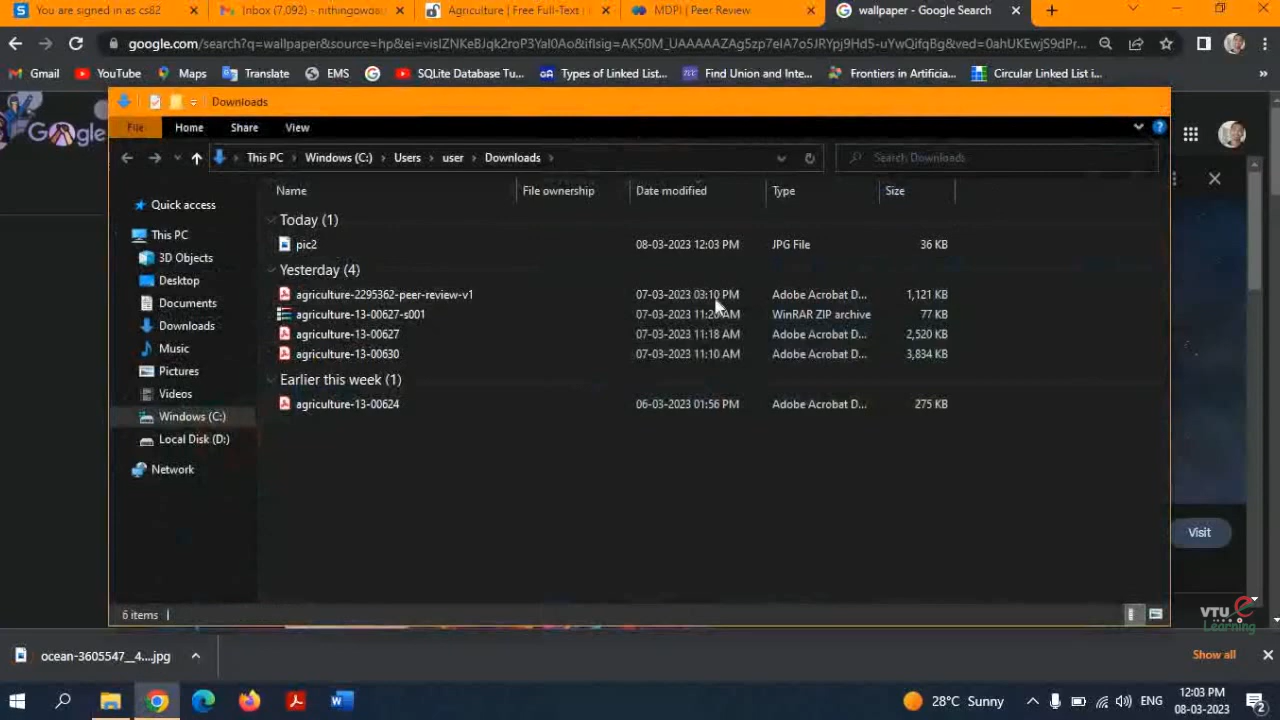 You are signed in as cs82
Inbox (7,092) - nithingowda
Agriculture | Free Full-Text |
MDPI | Peer Review
wallpaper - Google Search
Gmail
YouTube
Maps
Translate
EMS
SQLite Database Tu...
Types of Linked List...
Find Union and Inte...
Frontiers in Artificia...
Circular Linked List i...
Google
Downloads
File
Home
Share
View
This PC
Windows (C:)
Users
user
Downloads
Search Downloads
Name
File ownership
Date modified
Type
Size
Quick access
This PC
3D Objects
Desktop
Documents
Downloads
Music
Pictures
Videos
Windows (C:)
Local Disk (D:)
Network
Today (1)
pic2 08-03-2023 12:03 PM JPG File 36 KB
Yesterday (4)
agriculture-2295362-peer-review-v1 07-03-2023 03:10 PM Adobe Acrobat D... 1,121 KB
agriculture-13-00627-s001 07-03-2023 AM WinRAR ZIP archive 77 KB
agriculture-13-00627 07-03-2023 11:18 AM Adobe Acrobat D... 2,520 KB
agriculture-13-00630 07-03-2023 11:10 AM Adobe Acrobat D... 3,834 KB
Earlier this week (1)
agriculture-13-00624 06-03-2023 01:56 PM Adobe Acrobat D... 275 KB
6 items
Visit
VTU e
Learning
ocean-3605547__4....jpg
Show all
28°C Sunny
ENG
12:03 PM
08-03-2023
2